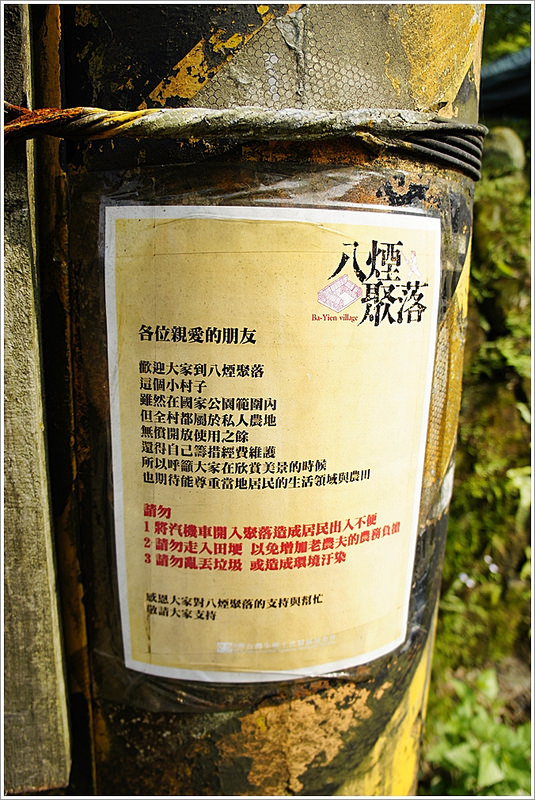 八煙
聚落
Ba-Yien village
各位親愛的朋友
歡迎大家到八煙聚落
這個小村子
雖然在國家公園範圍內
但全村都屬於私人農地
無償開放使用之餘
還得自己籌措經費維護
所以呼籲大家在欣賞美景的時候
也期待能尊重當地居民的生活領域與農田
請勿
1 將汽機車開入聚落造成居民出入不便
2 請勿走入田埂 以免增加老農夫的農務負擔
3 請勿亂丟垃圾 或造成環境汙染
感恩大家對八煙聚落的支持與幫忙
敬請大家支持